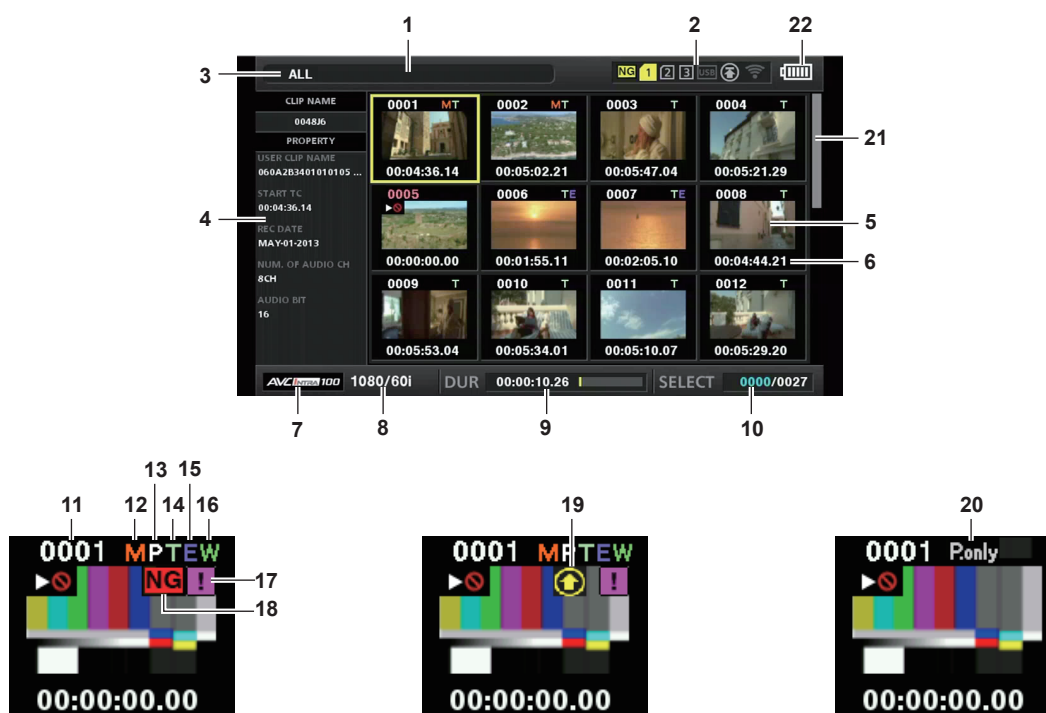 1 2 22
3 ALL NG 1 2 3 USB
CLIP NAME
0048J6
PROPERTY
USER CLIP NAME
060A2B3401010105 ...
START TC
00:04:36.14
4
REC DATE
MAY-01-2013
NUM. OF AUDIO CH
8CH
AUDIO BIT
16
0001 MT 0002 MT 0003 T 0004 T
21
00:04:36.14 00:05:02.21 00:05:47.04 00:05:21.29
0005 0006 TE 0007 TE 0008 T
5
00:00:00.00 00:01:55.11 00:02:05.10 00:04:44.21 6
0009 T 0010 T 0011 T 0012 T
00:05:53.04 00:05:34.01 00:05:10.07 00:05:29.20
AVC INTRA 100 1080/60i DUR 00:00:10.26 SELECT 0000/0027
7 8 9 10
13 15
11 12 14 16
0001 MPTEW
NG !
17
18
00:00:00.00
19
0001 MPTEW
!
00:00:00.00
20
0001 P.only
00:00:00.00